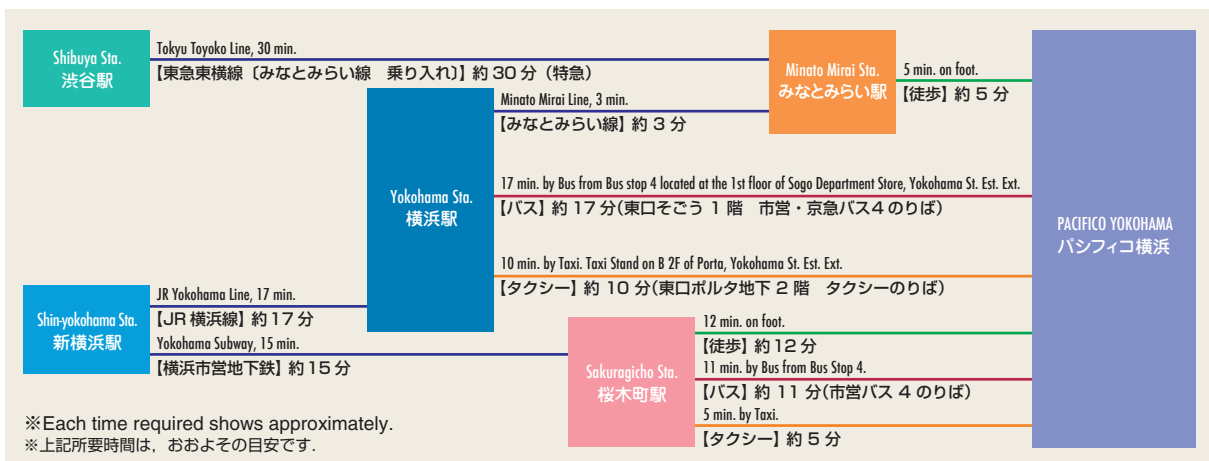 Shibuya Sta.
渋谷駅
Tokyu Toyoko Line, 30 min.
【東急東横線〔みなとみらい線　乗り入れ〕】約 30 分（特急）
Minato Mirai Sta.
みなとみらい駅
5 min. on foot.
【徒歩】約 5 分
Minato Mirai Line, 3 min.
【みなとみらい線】約 3 分
Yokohama Sta.
横浜駅
17 min. by Bus from Bus stop 4 located at the 1st floor of Sogo Department Store, Yokohama St. Est. Ext.
【バス】約 17 分(東口そごう 1 階　市営・京急バス4 のりば）
PACIFICO YOKOHAMA
パシフィコ横浜
10 min. by Taxi. Taxi Stand on B 2F of Porta, Yokohama St. Est. Ext.
【タクシー】約 10 分(東口ポルタ地下 2 階　タクシーのりば）
JR Yokohama Line, 17 min.
【JR 横浜線】約 17 分
Shin-yokohama Sta.
新横浜駅
Yokohama Subway, 15 min.
【横浜市営地下鉄】約 15 分
12 min. on foot.
【徒歩】約 12 分
Sakuragicho Sta.
桜木町駅
11 min. by Bus from Bus Stop 4.
【バス】約 11 分(市営バス 4 のりば）
5 min. by Taxi.
【タクシー】約 5 分
※Each time required shows approximately.
※上記所要時間は，おおよその目安です．